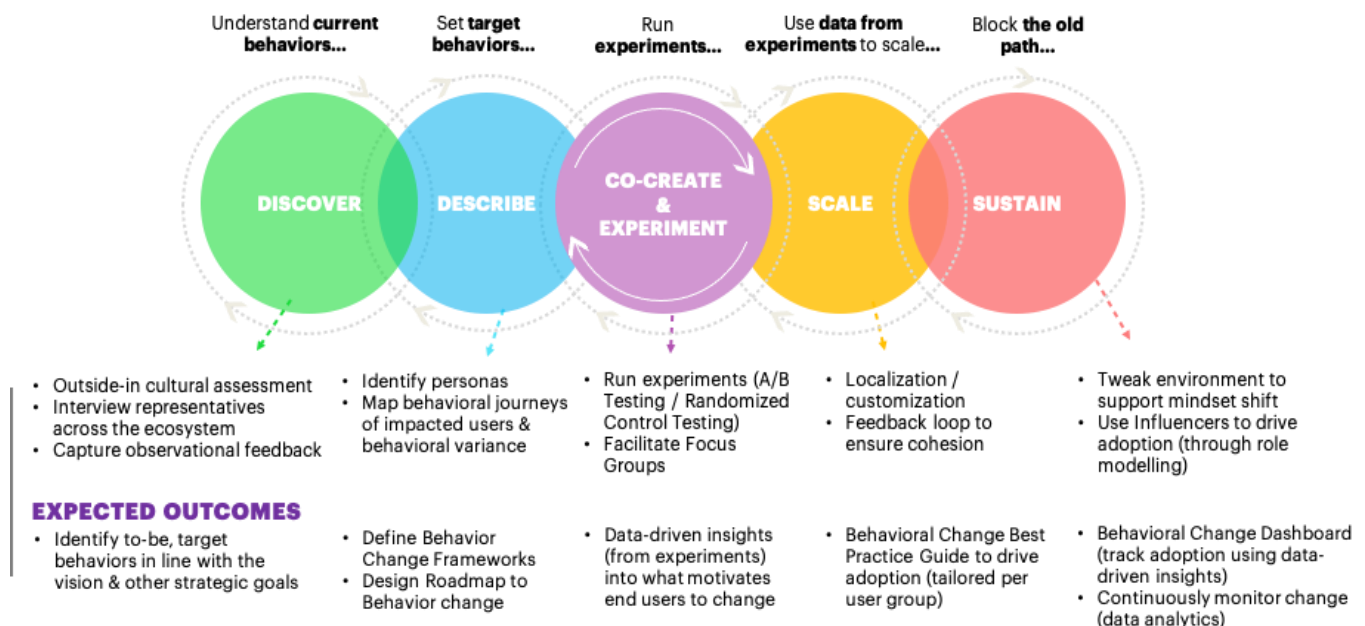 Understand current
behaviors...
Set target
behaviors...
Run
experiments...
Use data from
experiments to scale...
Block the old
path...
DISCOVER
DESCRIBE
CO-CREATE
&
EXPERIMENT
SCALE
SUSTAIN
• Outside-in cultural assessment
• Interview representatives
across the ecosystem
• Capture observational feedback
• Identify personas
• Map behavioral journeys
of impacted users &
behavioral variance
• Run experiments (A/B
Testing / Randomized
Control Testing)
• Facilitate Focus
Groups
• Localization /
customization
• Feedback loop to
ensure cohesion
• Tweak environment to
support mindset shift
• Use Influencers to drive
adoption (through role
modelling)
EXPECTED OUTCOMES
• Identify to-be, target
behaviors in line with the
vision & other strategic goals
• Define Behavior
Change Frameworks
• Design Roadmap to
Behavior change
• Data-driven insights
(from experiments)
into what motivates
end users to change
• Behavioral Change Best
Practice Guide to drive
adoption (tailored per
user group)
• Behavioral Change Dashboard
(track adoption using data-
driven insights)
• Continuously monitor change
(data analytics)